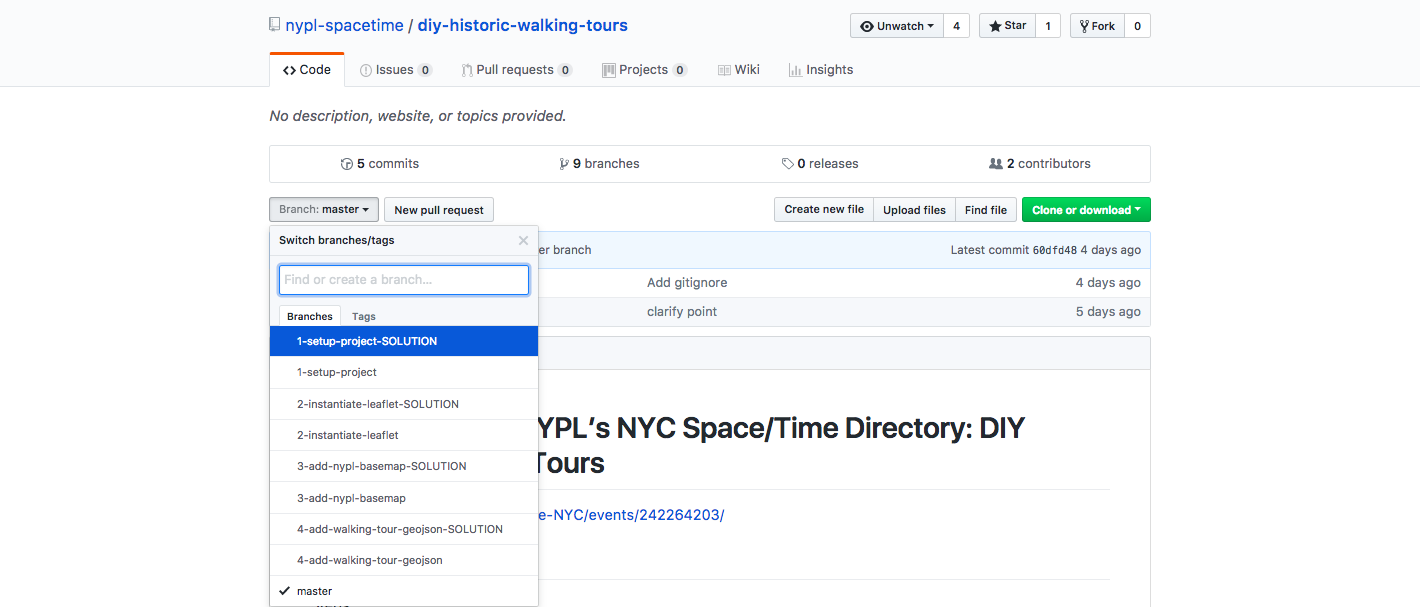 nypl-spacetime / diy-historic-walking-tours
Unwatch 4 Star 1 Fork 0
Code Issues 0 Pull requests 0 Projects 0 Wiki Insights
No description, website, or topics provided.
5 commits 9 branches 0 releases 2 contributors
Branch: master New pull request Create new file Upload files Find file Clone or download
Switch branches/tags
er branch Latest commit 60dfd48 4 days ago
Find or create a branch...
Add gitignore 4 days ago
clarify point 5 days ago
Branches Tags
1-setup-project-SOLUTION
1-setup-project
2-instantiate-leaflet-SOLUTION
2-instantiate-leaflet
3-add-nypl-basemap-SOLUTION
3-add-nypl-basemap
4-add-walking-tour-geojson-SOLUTION
4-add-walking-tour-geojson
master
YPL’s NYC Space/Time Directory: DIY
Tours
e-NYC/events/242264203/